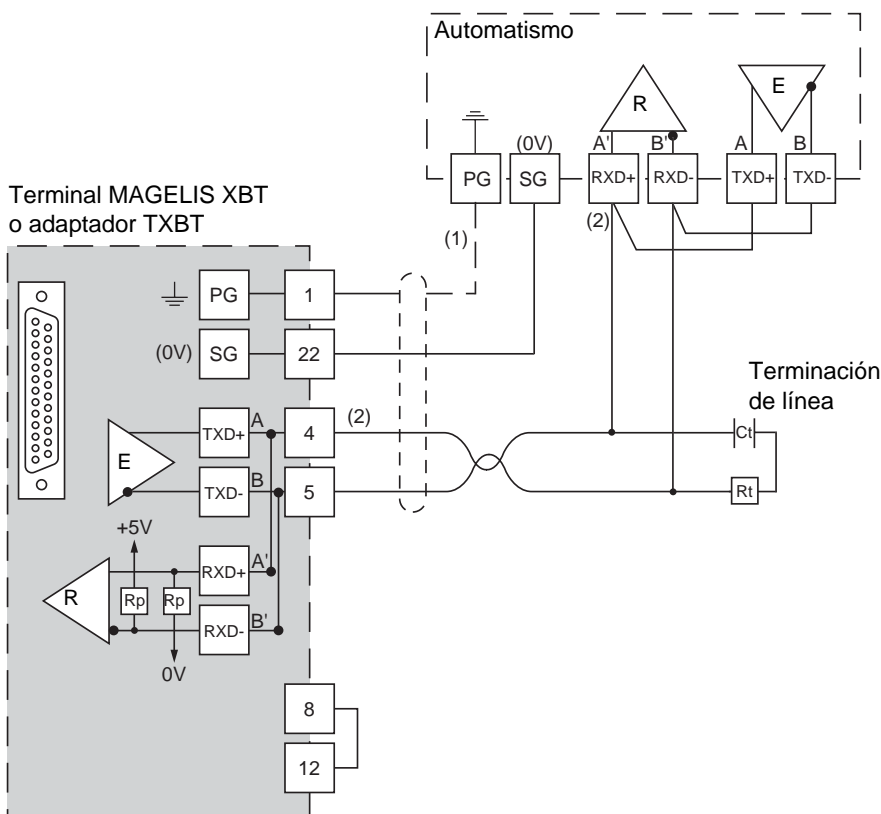 Automatismo
E
R
(0V)
A'
B'
A
B
PG
SG
RXD+
RXD-
TXD+
TXD-
(1)
(2)
Terminal MAGELIS XBT
o adaptador TXBT
PG
1
(0V)
SG
22
Terminación
de línea
TXD+
A
4
(2)
Ct
E
TXD-
B
5
Rt
+5V
RXD+
A'
R
Rp
Rp
RXD-
B'
0V
8
12